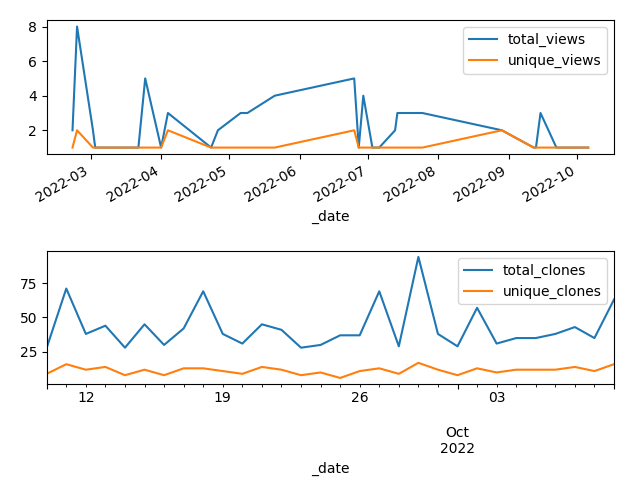 8
6
4
2
total_views
unique_views
2022-03
2022-04
2022-05
2022-06
2022-07
2022-08
2022-09
2022-10
_date
75
50
25
total_clones
unique_clones
12
19
26
03
Oct
2022
_date